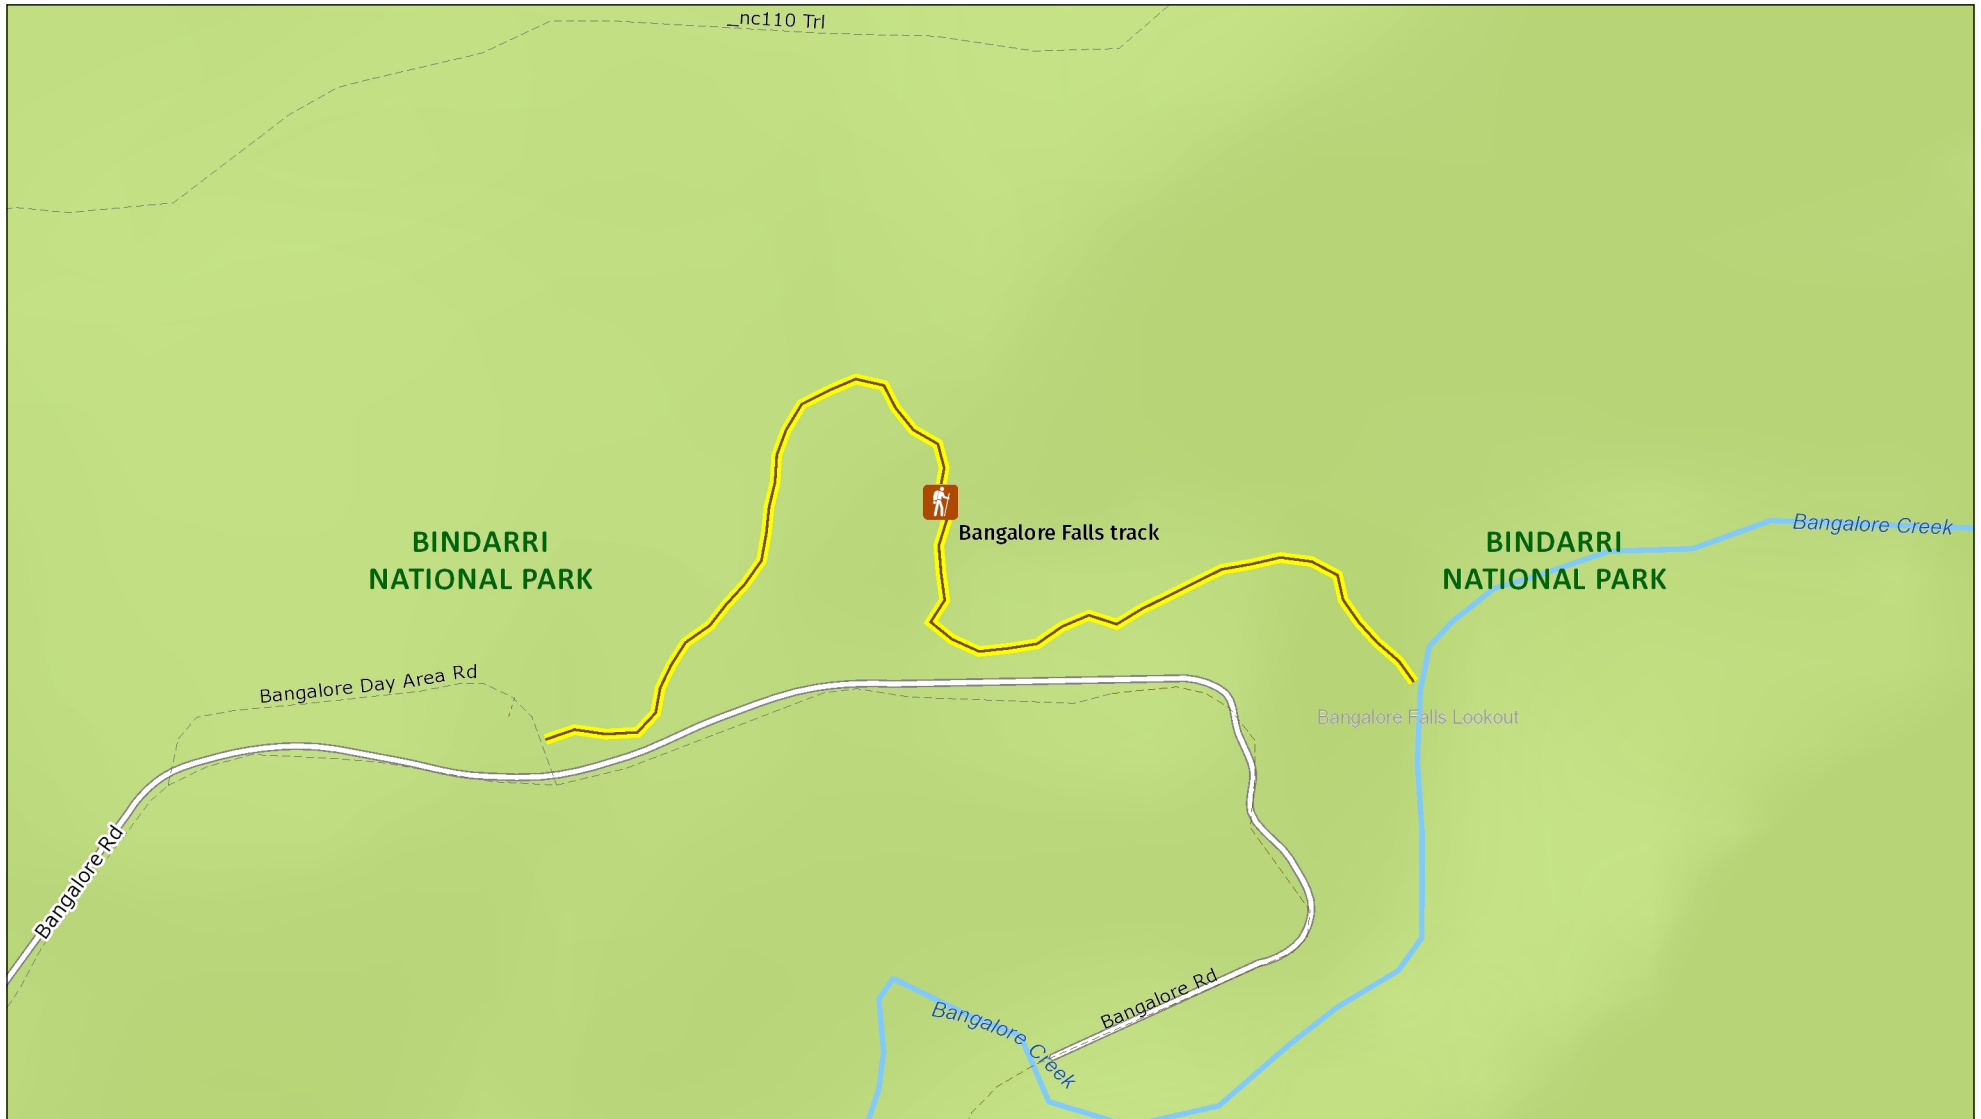 _nc110 Trl
BINDARRI
NATIONAL PARK
Bangalore Falls track
BINDARRI
NATIONAL PARK
Bangalore Creek
Bangalore Day Area Rd
Bangalore Falls Lookout
Bangalore Rd
Bangalore Rd
Bangalore Creek